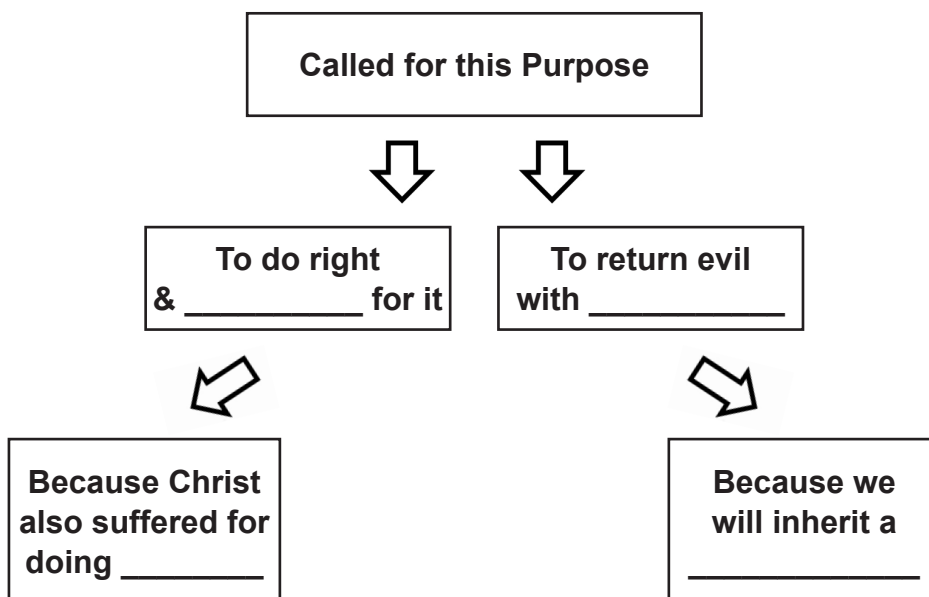 Called for this Purpose
To do right
& __________ for it
To return evil
with ___________
Because Christ
also suffered for
doing ________
Because we
will inherit a
_____________